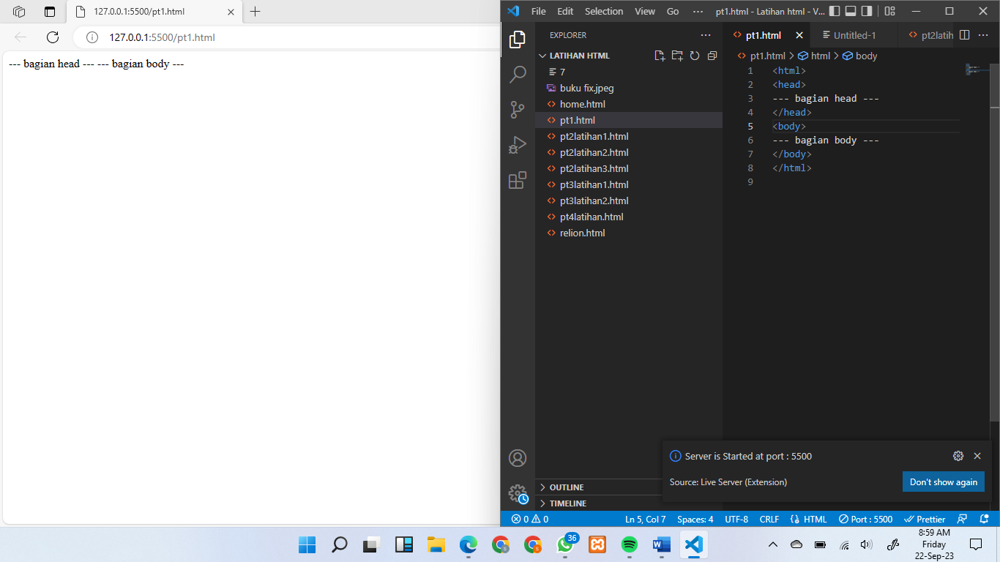 127.0.0.1:5500/pt1.html
127.0.0.1:5500/pt1.html
--- bagian head --- --- bagian body ---
File Edit Selection View Go ··· pt1.html - Latihan html - V...
EXPLORER ···
LATIHAN HTML
7
buku fix.jpeg
home.html
pt1.html
pt2latihan1.html
pt2latihan2.html
pt2latihan3.html
pt3latihan1.html
pt3latihan2.html
pt4latihan.html
relion.html
OUTLINE
TIMELINE
pt1.html Untitled-1 pt2latih ···
pt1.html > html > body
1 <html>
2 <head>
3 --- bagian head ---
4 </head>
5 <body>
6 --- bagian body ---
7 </body>
8 </html>
9
Server is Started at port : 5500
Source: Live Server (Extension) Don't show again
0 0 Ln 5, Col 7 Spaces: 4 UTF-8 CRLF HTML Port : 5500 Prettier
36
8:59 AM
Friday
22-Sep-23